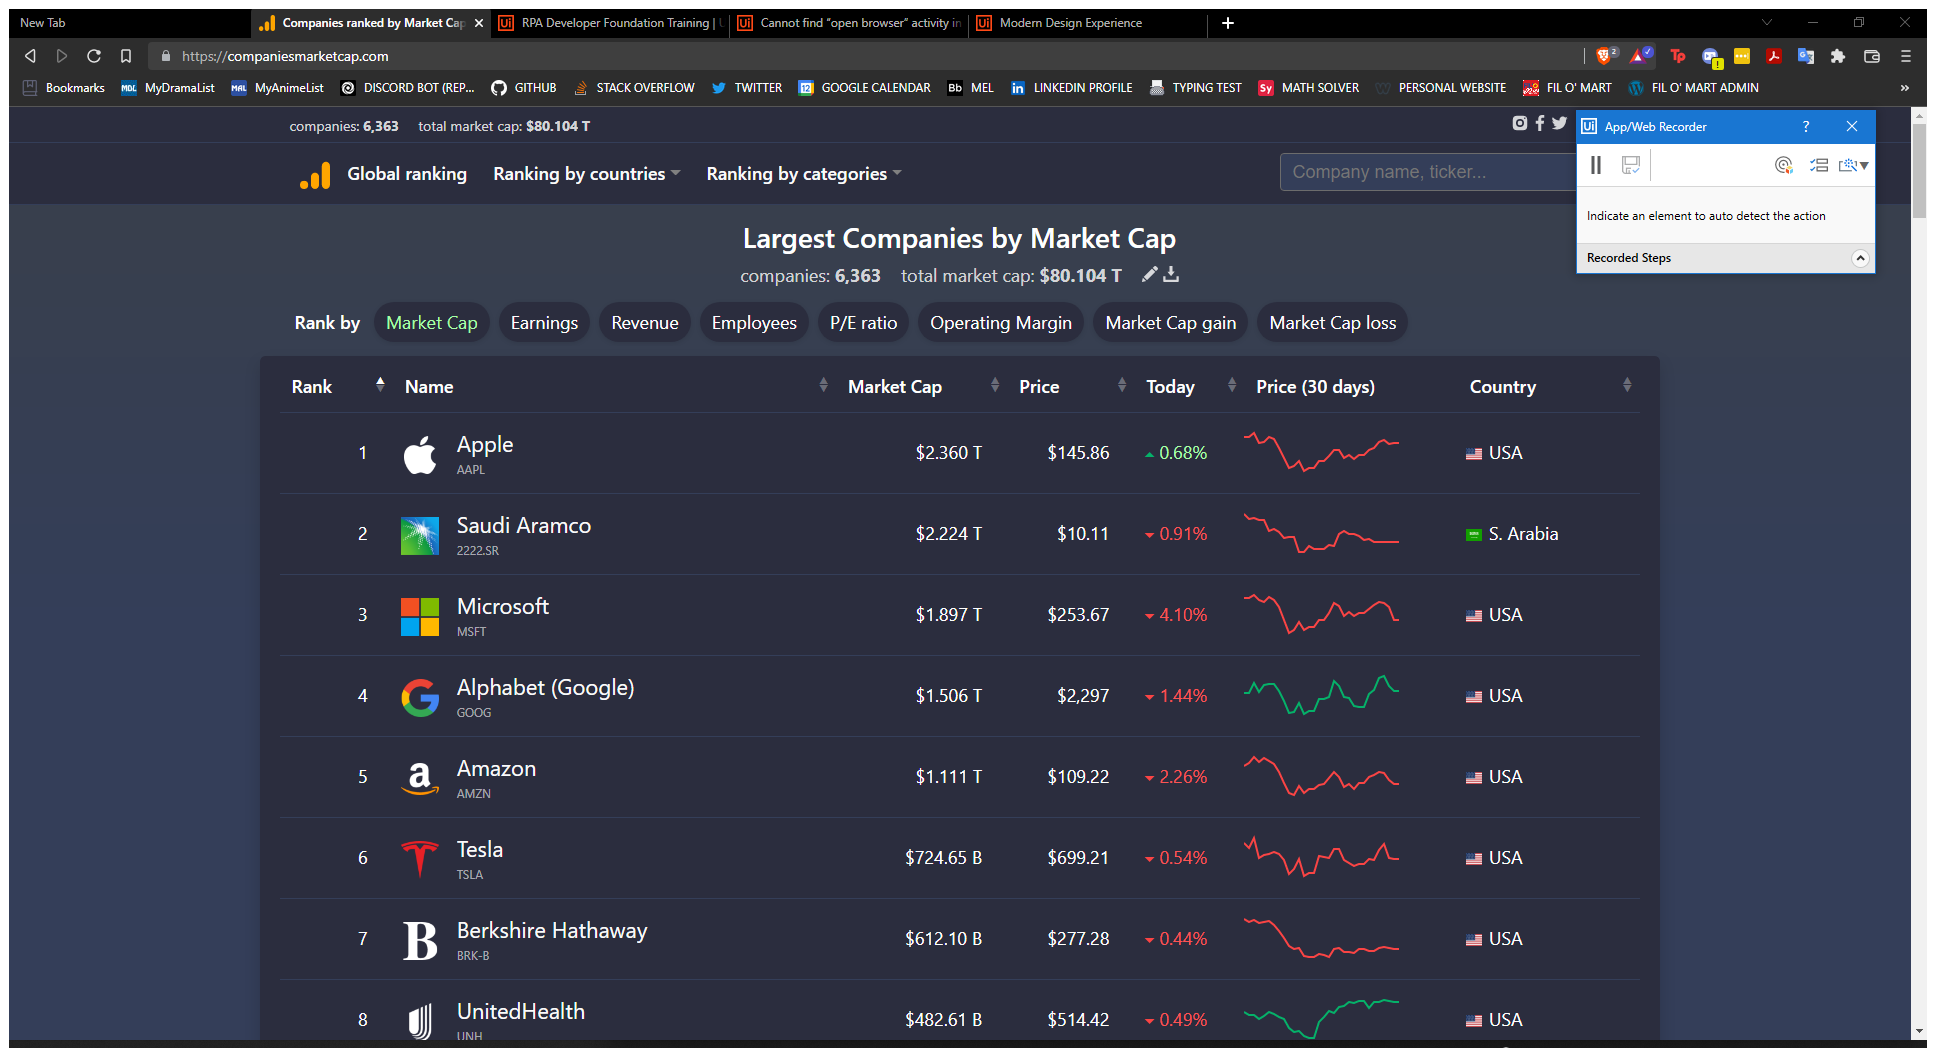 New Tab
Companies ranked by Market Cap
RPA Developer Foundation Training |
Cannot find “open browser” activity in
Modern Design Experience
https://companiesmarketcap.com
Bookmarks MyDramaList MyAnimeList DISCORD BOT (REP... GITHUB STACK OVERFLOW TWITTER GOOGLE CALENDAR MEL LINKEDIN PROFILE TYPING TEST MATH SOLVER PERSONAL WEBSITE FIL O' MART FIL O' MART ADMIN »
companies: 6,363 total market cap: $80.104 T
Global ranking Ranking by countries Ranking by categories
Company name, ticker...
App/Web Recorder ?
Indicate an element to auto detect the action
Recorded Steps
Largest Companies by Market Cap
companies: 6,363 total market cap: $80.104 T
Rank by Market Cap Earnings Revenue Employees P/E ratio Operating Margin Market Cap gain Market Cap loss
Rank Name Market Cap Price Today Price (30 days) Country
1 Apple $2.360 T $145.86 0.68% USA
AAPL
2 Saudi Aramco $2.224 T $10.11 0.91% S. Arabia
2222.SR
3 Microsoft $1.897 T $253.67 4.10% USA
MSFT
4 Alphabet (Google) $1.506 T $2,297 1.44% USA
GOOG
5 Amazon $1.111 T $109.22 2.26% USA
AMZN
6 Tesla $724.65 B $699.21 0.54% USA
TSLA
7 Berkshire Hathaway $612.10 B $277.28 0.44% USA
BRK-B
8 UnitedHealth $482.61 B $514.42 0.49% USA
UNH